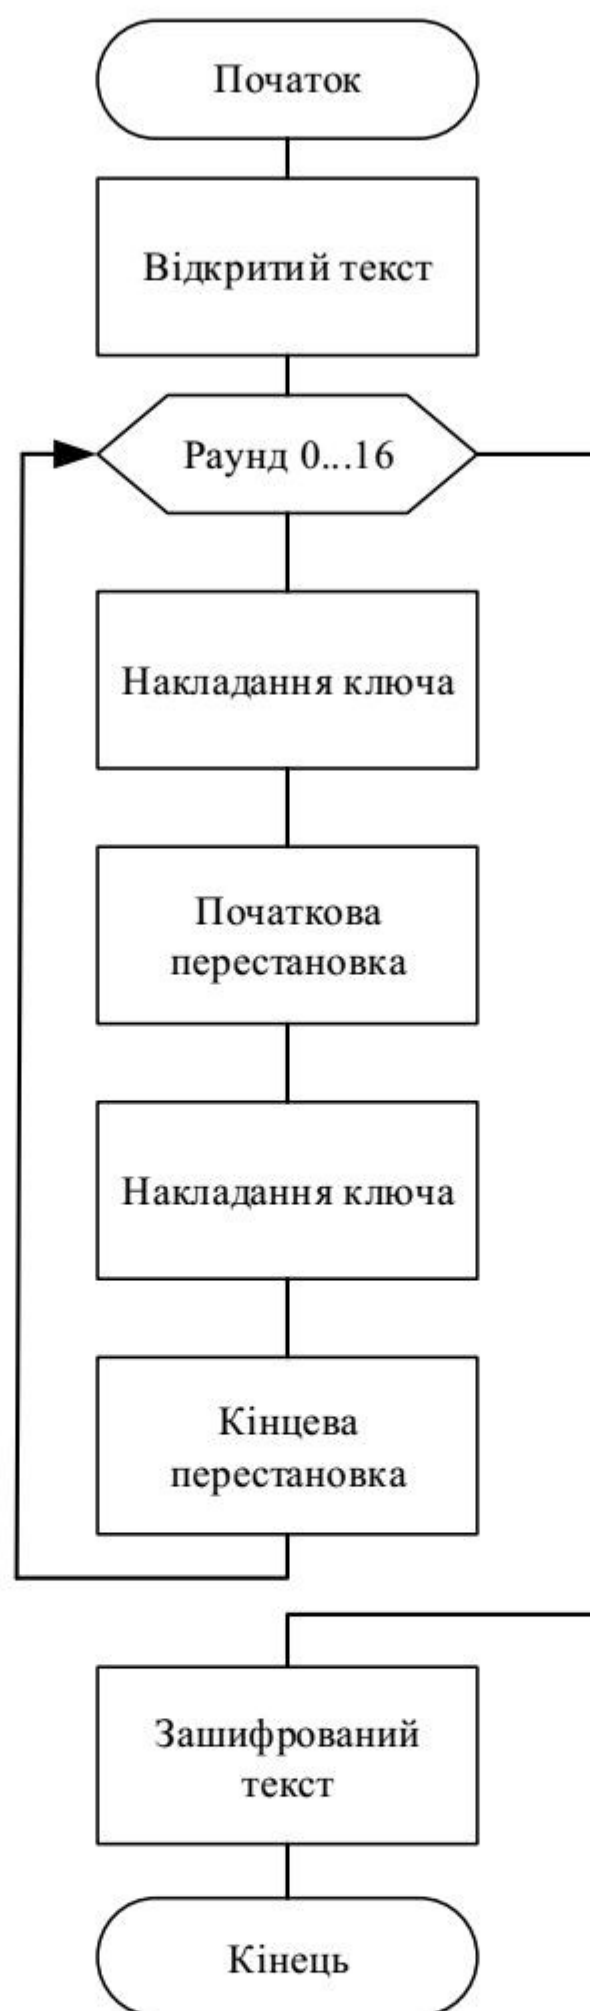 Початок
Відкритий текст
Раунд 0...16
Накладання ключа
Початкова
перестановка
Накладання ключа
Кінцева
перестановка
Зашифрований
текст
Кінець